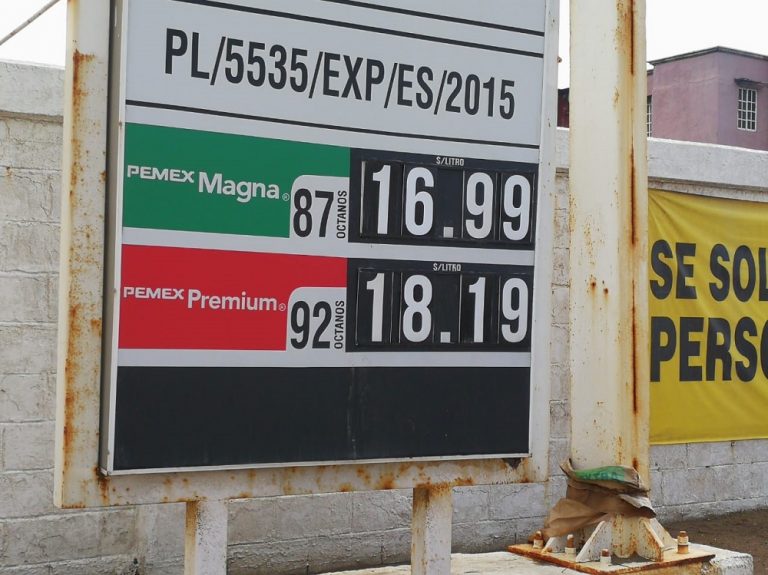 PL/5535/EXP/ES/2015
PEMEX Magna® 87 OCTANOS $/LITRO 16.99
PEMEX Premium® 92 OCTANOS $/LITRO 18.19
SE SOL
PERSO